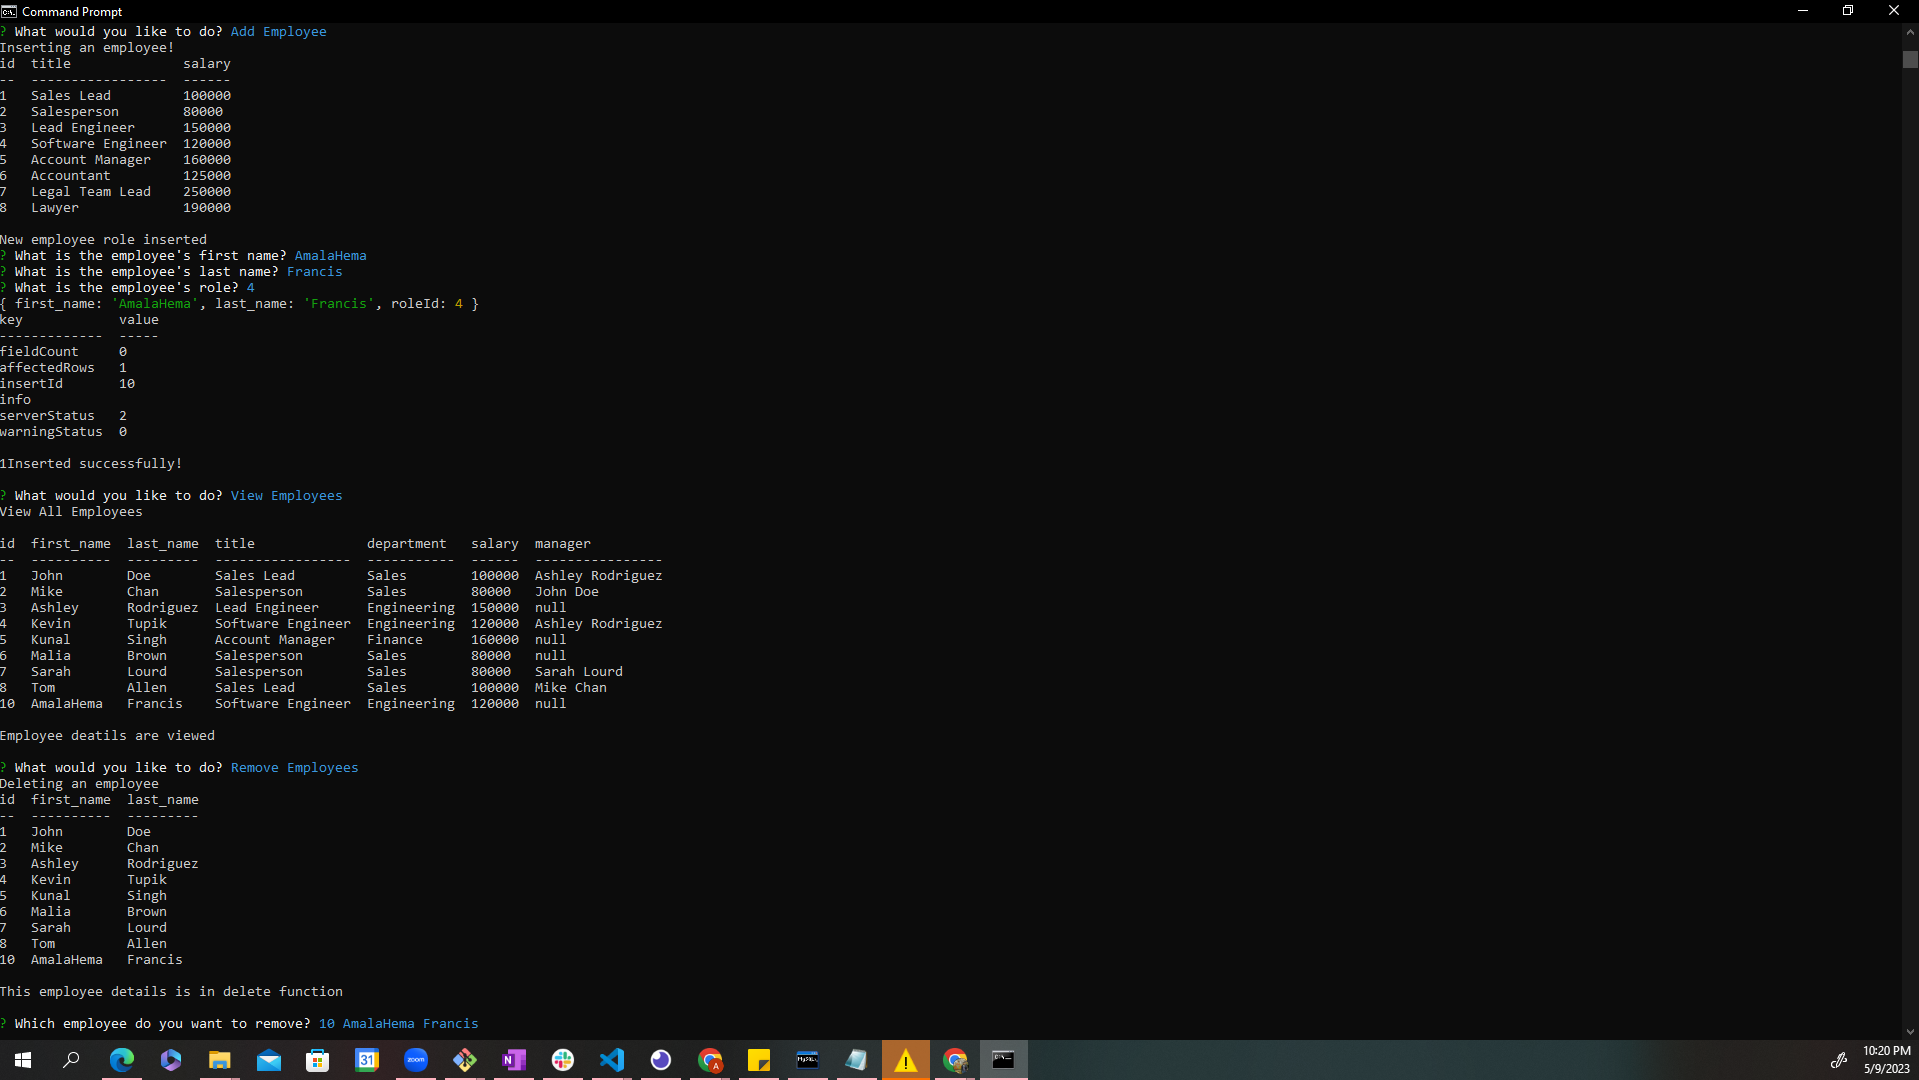 Command Prompt
? What would you like to do? Add Employee
Inserting an employee!
id  title              salary
--  -----------------  ------
1   Sales Lead         100000
2   Salesperson        80000
3   Lead Engineer      150000
4   Software Engineer  120000
5   Account Manager    160000
6   Accountant         125000
7   Legal Team Lead    250000
8   Lawyer             190000
New employee role inserted
? What is the employee's first name? AmalaHema
? What is the employee's last name? Francis
? What is the employee's role? 4
{ first_name: 'AmalaHema', last_name: 'Francis', roleId: 4 }
key            value
-------------  -----
fieldCount     0
affectedRows   1
insertId       10
info
serverStatus   2
warningStatus  0
1Inserted successfully!
? What would you like to do? View Employees
View All Employees
id  first_name  last_name  title              department   salary  manager
--  ----------  ---------  -----------------  -----------  ------  ----------------
1   John        Doe        Sales Lead         Sales        100000  Ashley Rodriguez
2   Mike        Chan       Salesperson        Sales        80000   John Doe
3   Ashley      Rodriguez  Lead Engineer      Engineering  150000  null
4   Kevin       Tupik      Software Engineer  Engineering  120000  Ashley Rodriguez
5   Kunal       Singh      Account Manager    Finance      160000  null
6   Malia       Brown      Salesperson        Sales        80000   null
7   Sarah       Lourd      Salesperson        Sales        80000   Sarah Lourd
8   Tom         Allen      Sales Lead         Sales        100000  Mike Chan
10  AmalaHema   Francis    Software Engineer  Engineering  120000  null
Employee deatils are viewed
? What would you like to do? Remove Employees
Deleting an employee
id  first_name  last_name
--  ----------  ---------
1   John        Doe
2   Mike        Chan
3   Ashley      Rodriguez
4   Kevin       Tupik
5   Kunal       Singh
6   Malia       Brown
7   Sarah       Lourd
8   Tom         Allen
10  AmalaHema   Francis
This employee details is in delete function
? Which employee do you want to remove? 10 AmalaHema Francis
31
zoom
N
A
MySQL
10:20 PM
5/9/2023